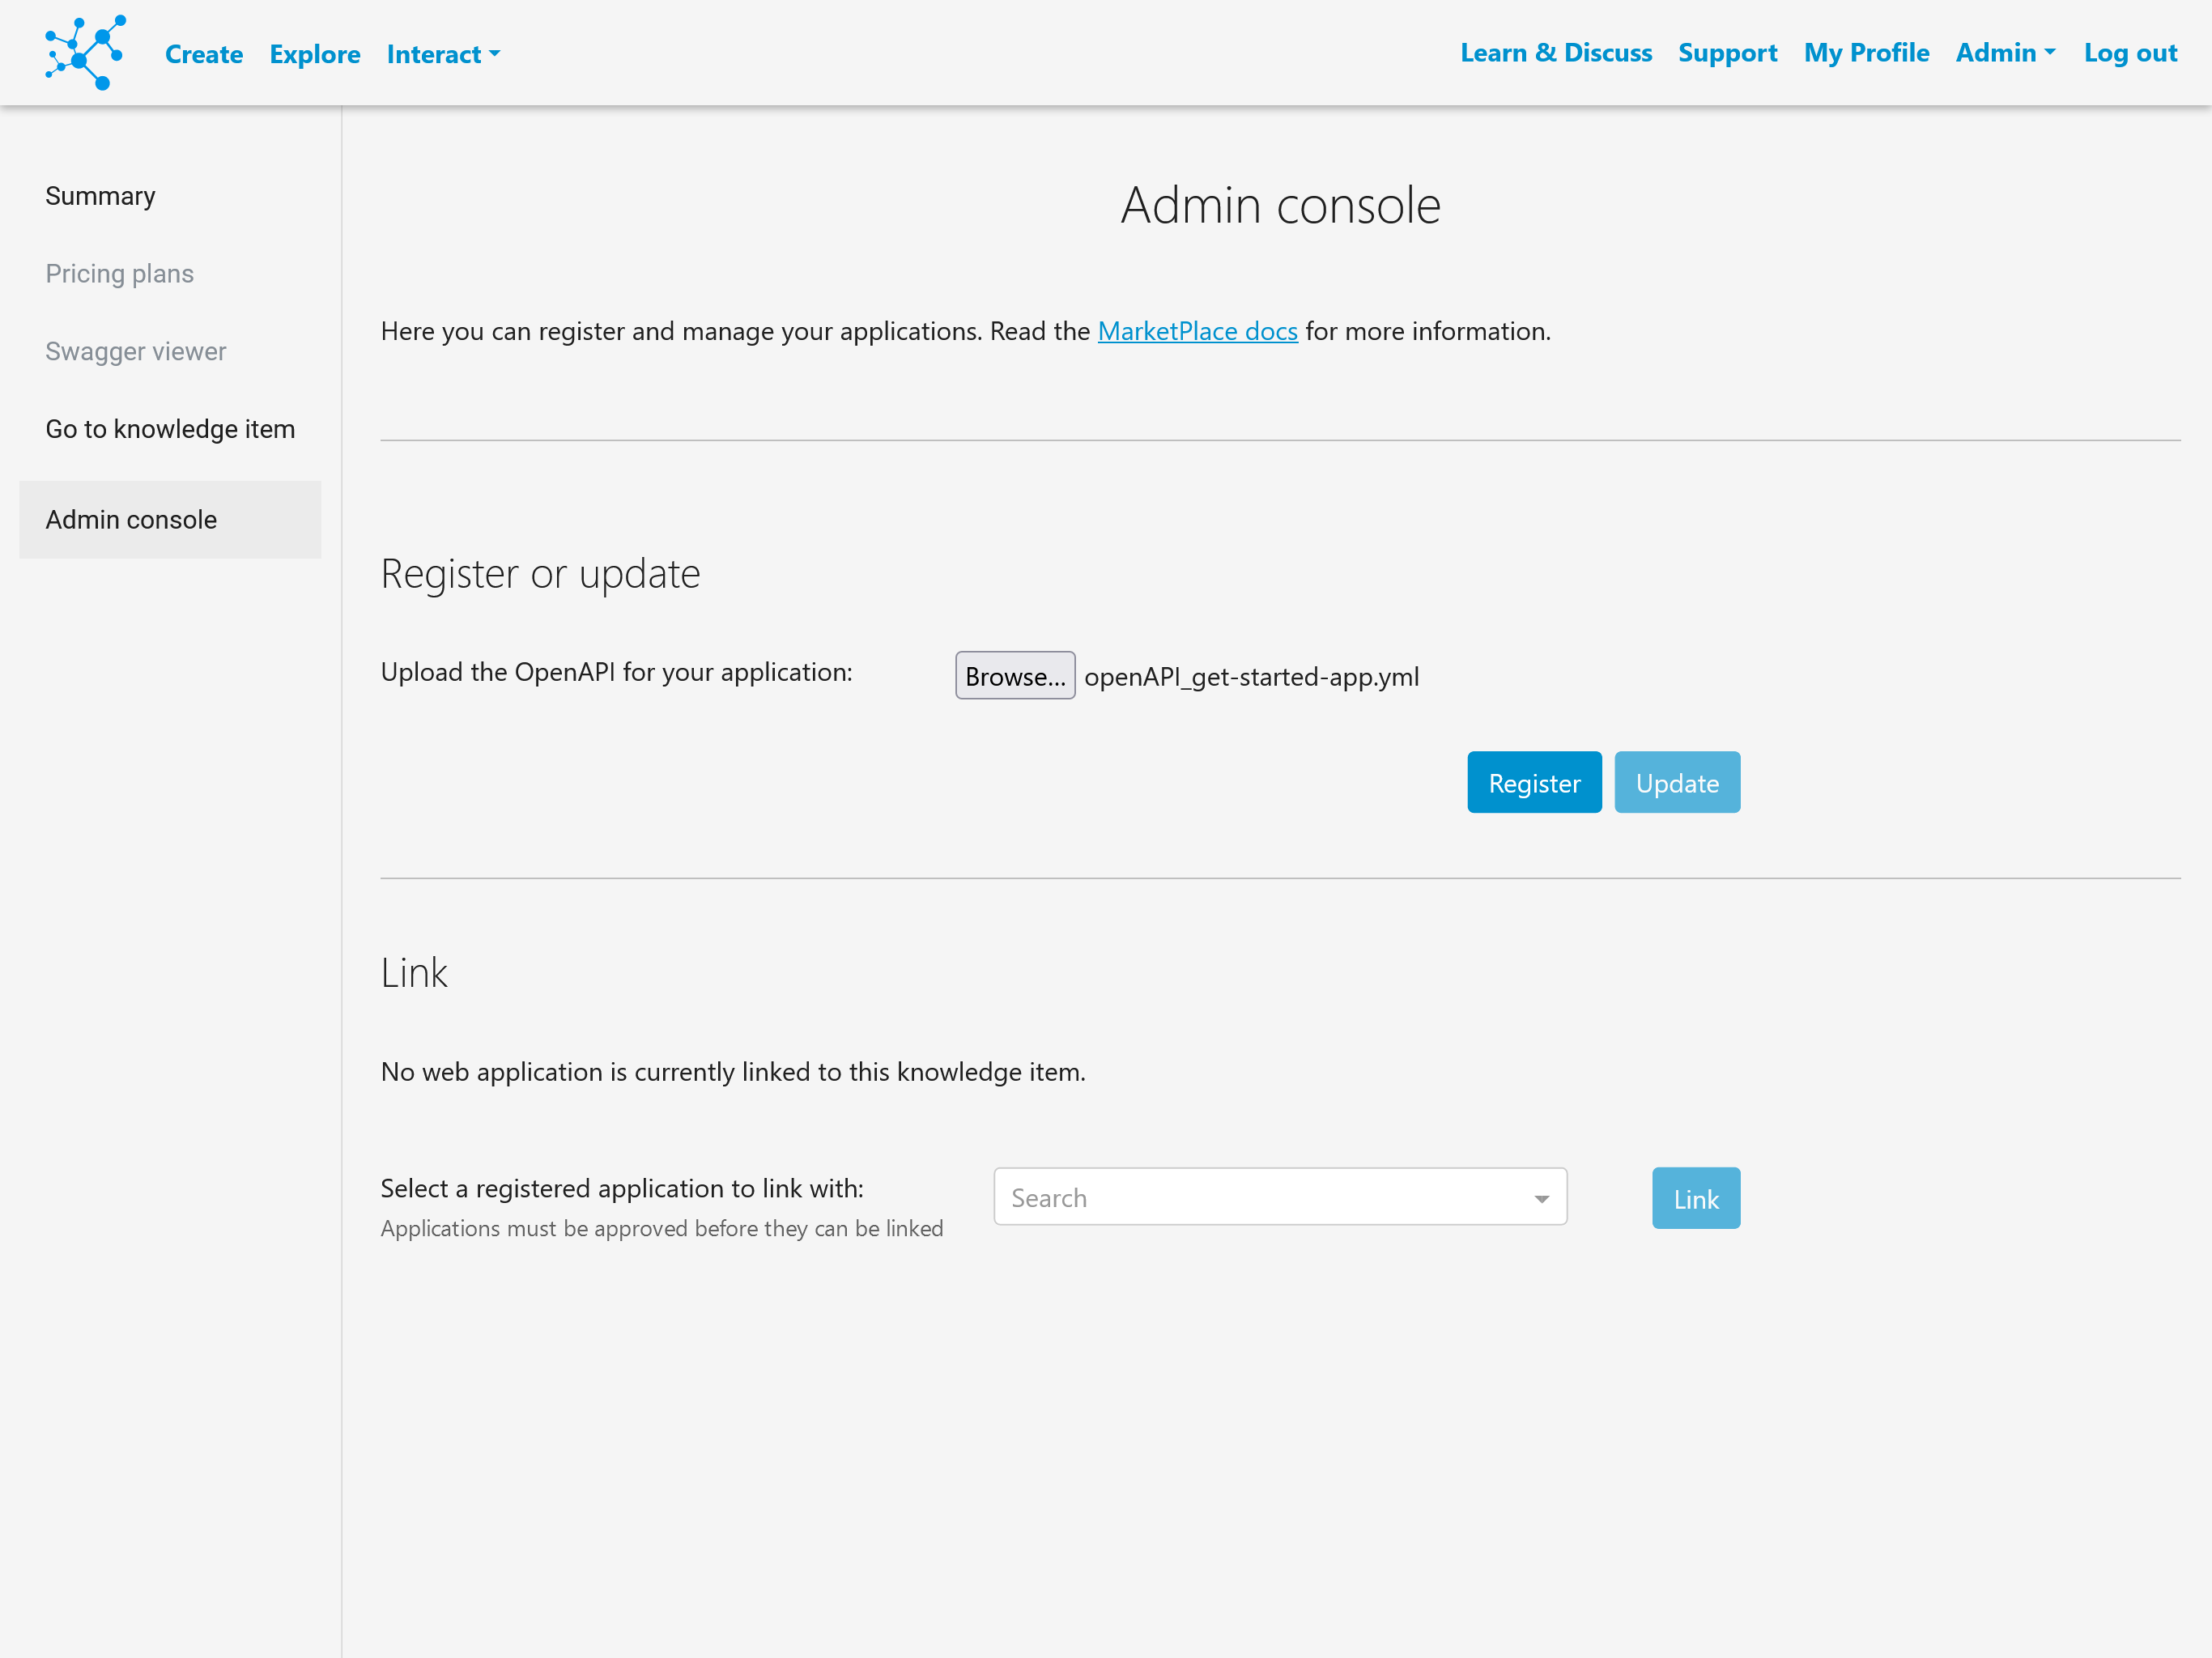 Create Explore Interact
Learn & Discuss Support My Profile Admin Log out
Summary
Pricing plans
Swagger viewer
Go to knowledge item
Admin console
Admin console
Here you can register and manage your applications. Read the MarketPlace docs for more information.
Register or update
Upload the OpenAPI for your application:
Browse... openAPI_get-started-app.yml
Register Update
Link
No web application is currently linked to this knowledge item.
Select a registered application to link with:
Applications must be approved before they can be linked
Search
Link